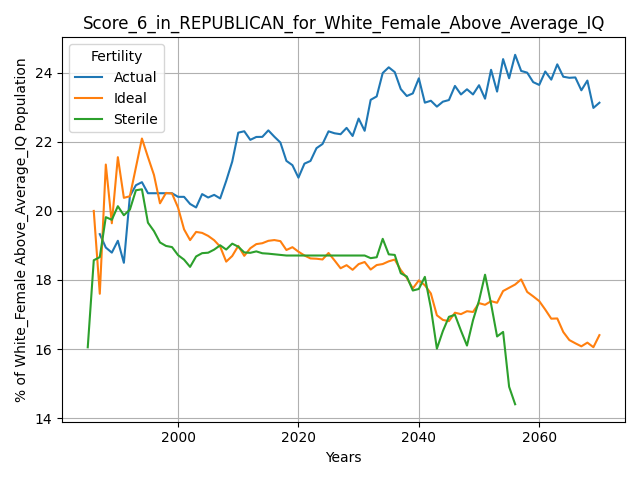 Score_6_in_REPUBLICAN_for_White_Female_Above_Average_IQ
Fertility
Actual
Ideal
Sterile
% of White_Female Above_Average_IQ Population
24
22
20
18
16
14
2000
2020
2040
2060
Years